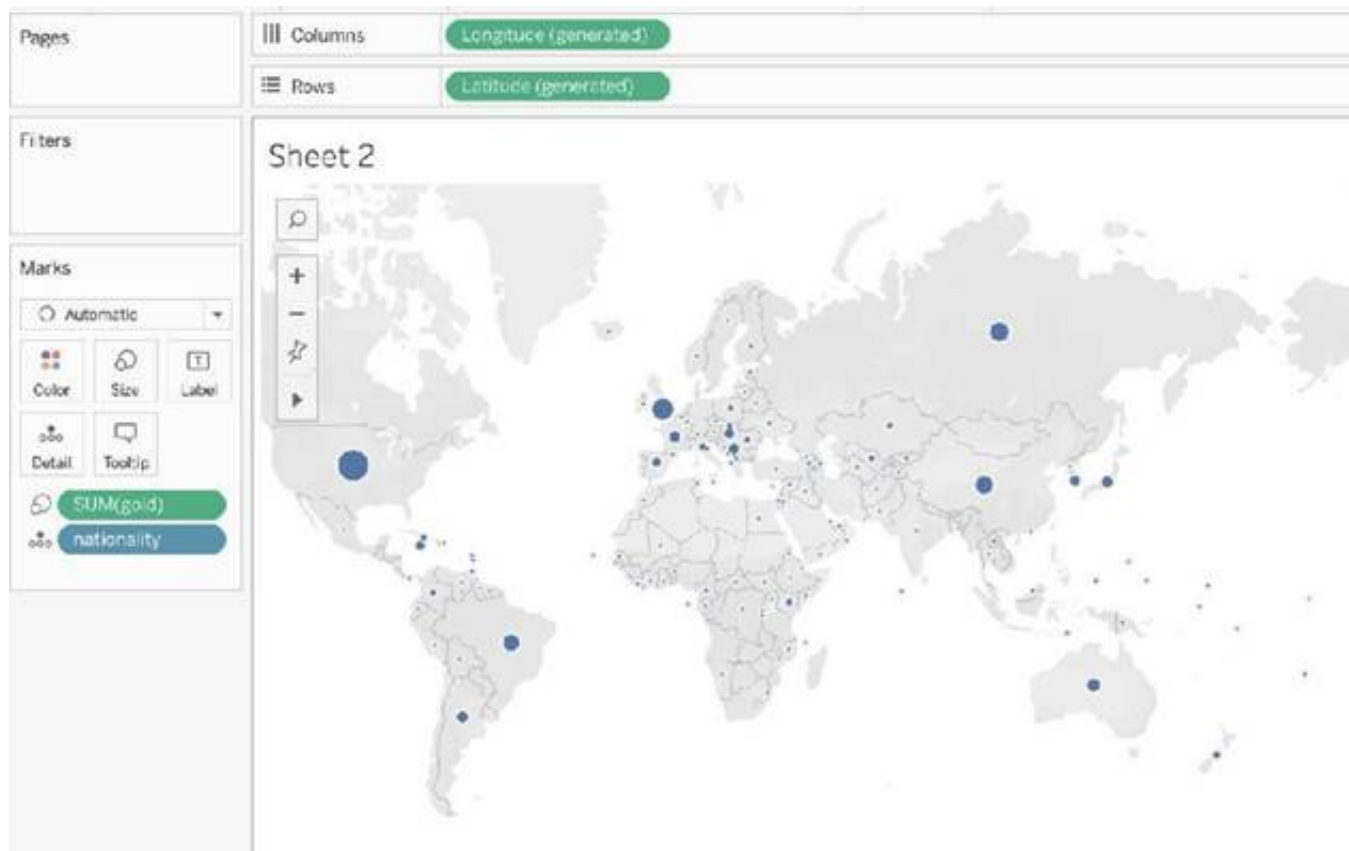 Pages
Columns
Longituce (generated)
Rows
Latitude (generated)
Filters
Sheet 2
Marks
Automatic
Color
Size
Label
Detail
Tooltip
SUM(gold)
nationality